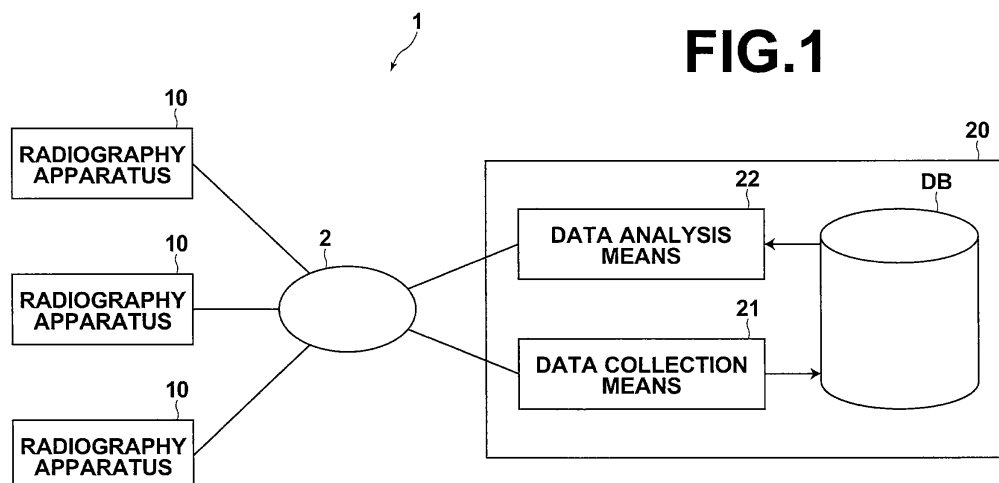 FIG.1
1
10
RADIOGRAPHY
APPARATUS
10
RADIOGRAPHY
APPARATUS
10
RADIOGRAPHY
APPARATUS
2
20
22
DATA ANALYSIS
MEANS
21
DATA COLLECTION
MEANS
DB